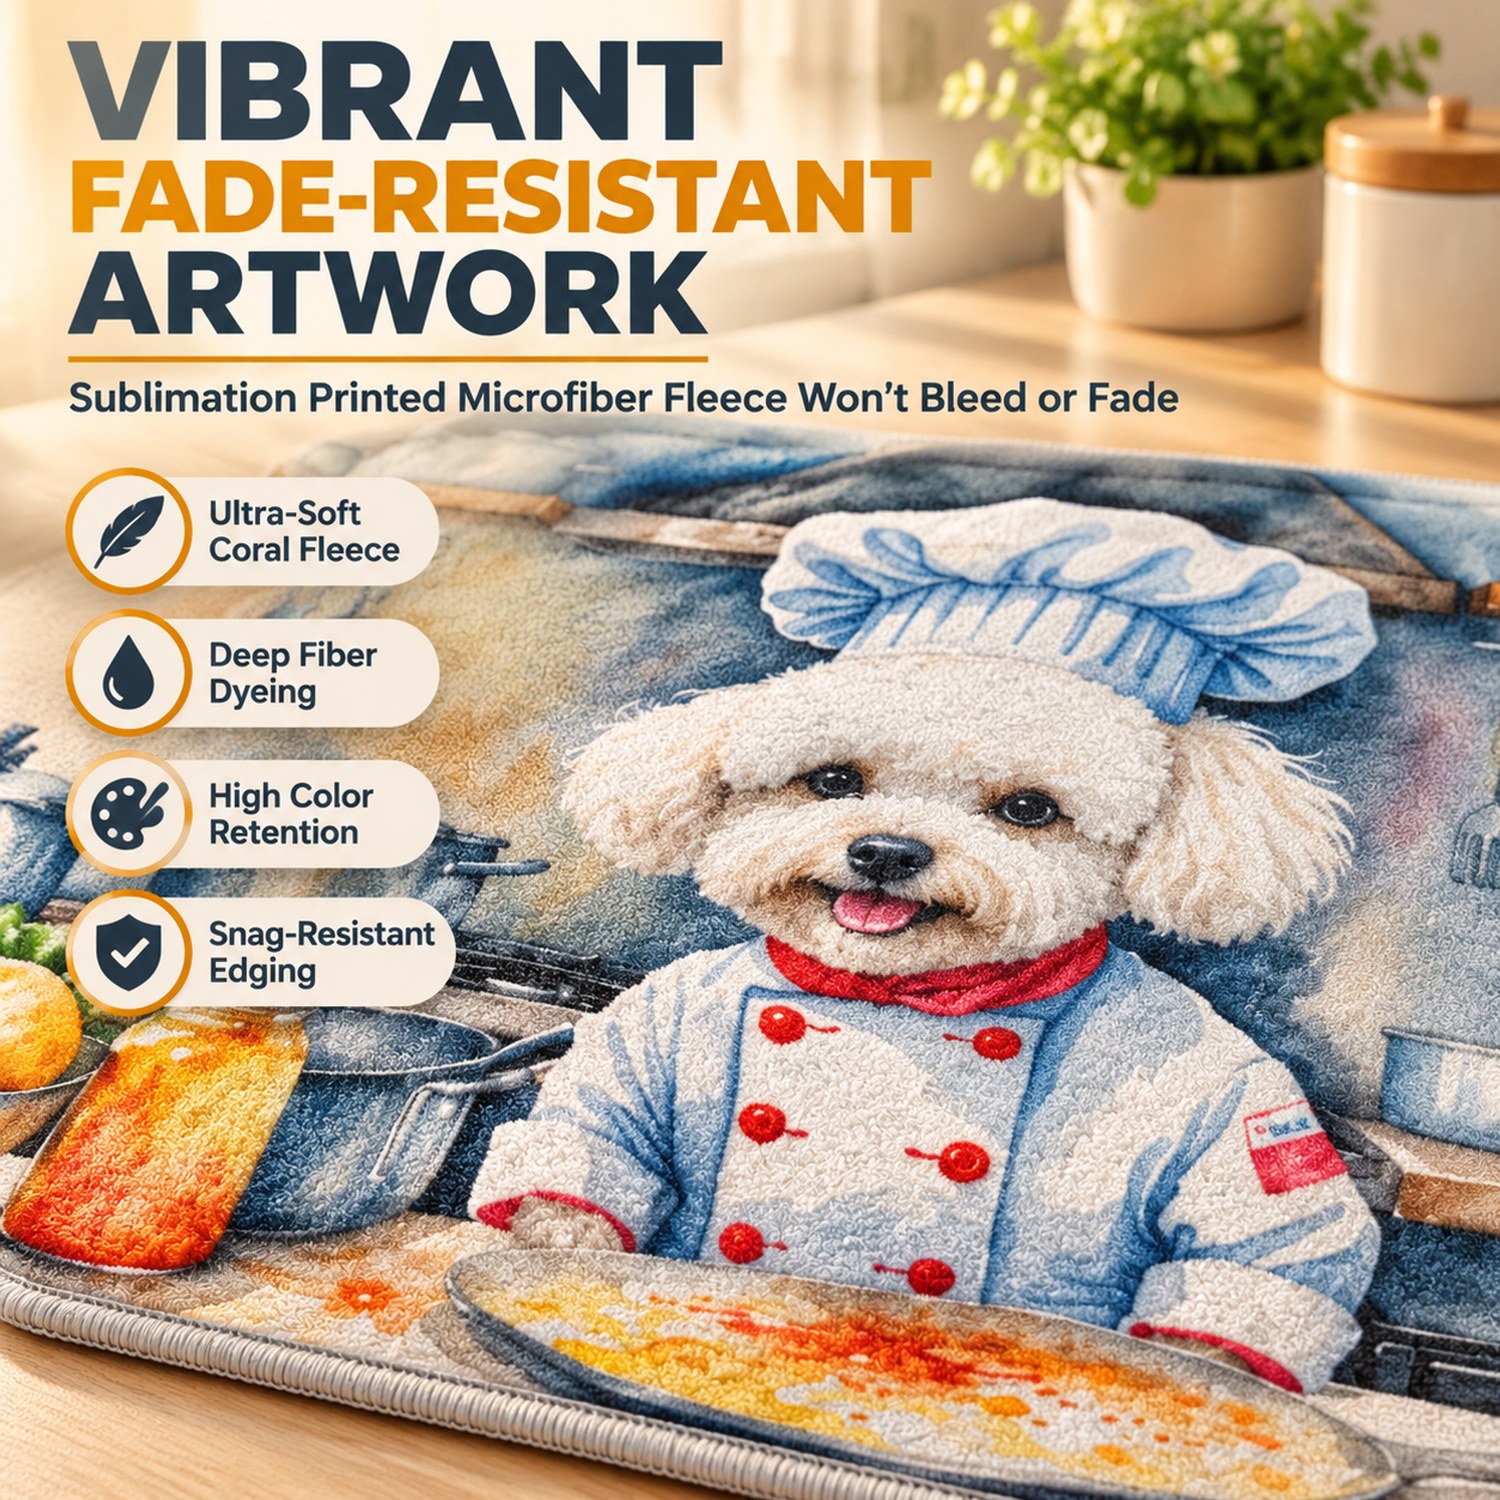 VIBRANT
FADE-RESISTANT
ARTWORK
Sublimation Printed Microfiber Fleece Won't Bleed or Fade
Ultra-Soft
Coral Fleece
Deep Fiber
Dyeing
High Color
Retention
Snag-Resistant
Edging